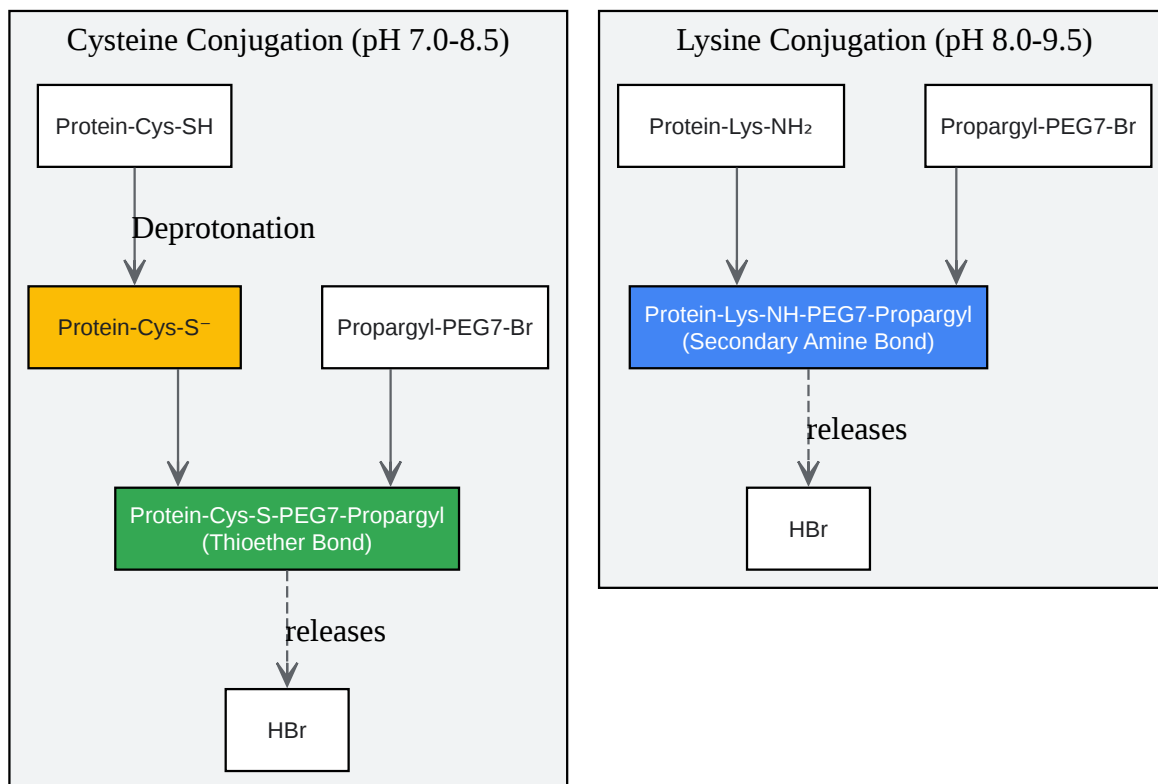 Cysteine Conjugation (pH 7.0-8.5)
Protein-Cys-SH
Deprotonation
Protein-Cys-S⁻
Propargyl-PEG7-Br
Protein-Cys-S-PEG7-Propargyl
(Thioether Bond)
releases
HBr
Lysine Conjugation (pH 8.0-9.5)
Protein-Lys-NH₂
Propargyl-PEG7-Br
Protein-Lys-NH-PEG7-Propargyl
(Secondary Amine Bond)
releases
HBr